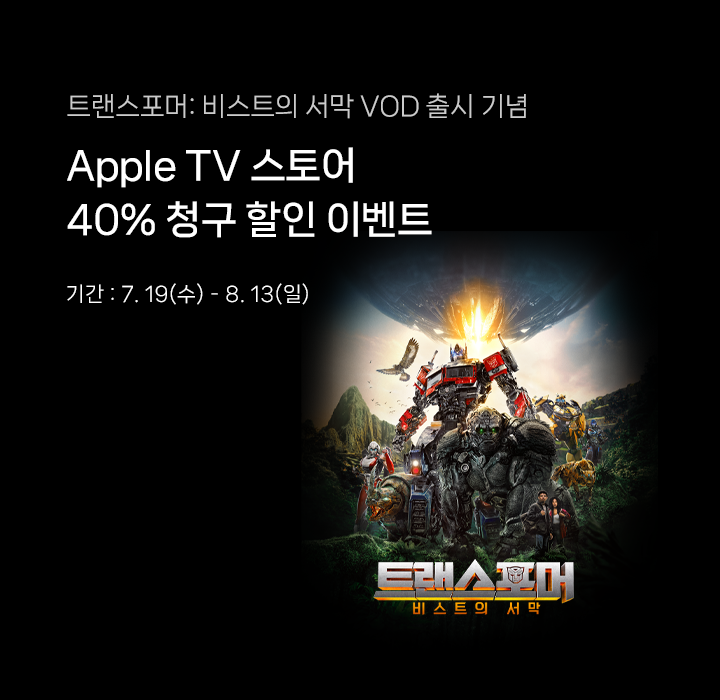 트랜스포머: 비스트의 서막 VOD 출시 기념
Apple TV 스토어
40% 청구 할인 이벤트
기간 : 7. 19(수) - 8. 13(일)
트랜스포머
비스트의 서막